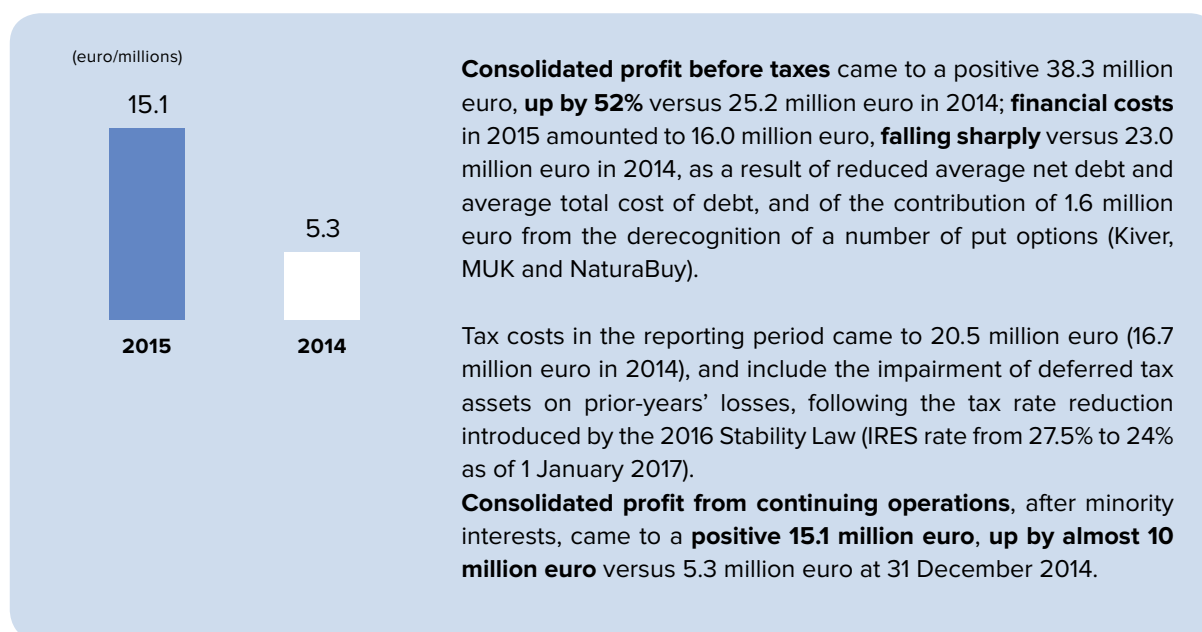 (euro/millions)
15.1
5.3
2015
2014
Consolidated profit before taxes came to a positive 38.3 million
euro, up by 52% versus 25.2 million euro in 2014; financial costs
in 2015 amounted to 16.0 million euro, falling sharply versus 23.0
million euro in 2014, as a result of reduced average net debt and
average total cost of debt, and of the contribution of 1.6 million
euro from the derecognition of a number of put options (Kiver,
MUK and NaturaBuy).
Tax costs in the reporting period came to 20.5 million euro (16.7
million euro in 2014), and include the impairment of deferred tax
assets on prior-years’ losses, following the tax rate reduction
introduced by the 2016 Stability Law (IRES rate from 27.5% to 24%
as of 1 January 2017).
Consolidated profit from continuing operations, after minority
interests, came to a positive 15.1 million euro, up by almost 10
million euro versus 5.3 million euro at 31 December 2014.